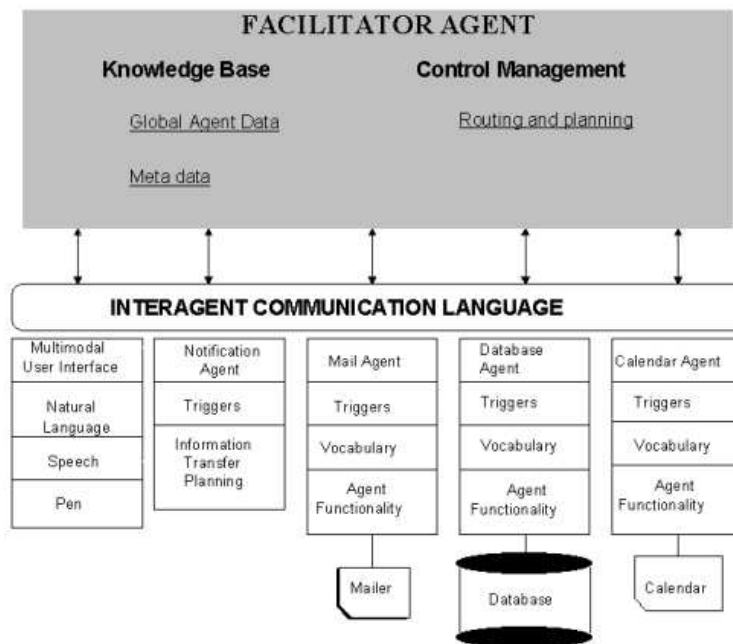 FACILITATOR AGENT
Knowledge Base
Control Management
Global Agent Data
Routing and planning
Meta data
INTERAGENT COMMUNICATION LANGUAGE
Multimodal
User Interface
Natural
Language
Speech
Pen
Notification
Agent
Triggers
Information
Transfer
Planning
Mail Agent
Triggers
Vocabulary
Agent
Functionality
Mailer
Database
Agent
Triggers
Vocabulary
Agent
Functionality
Database
Calendar Agent
Triggers
Vocabulary
Agent
Functionality
Calendar